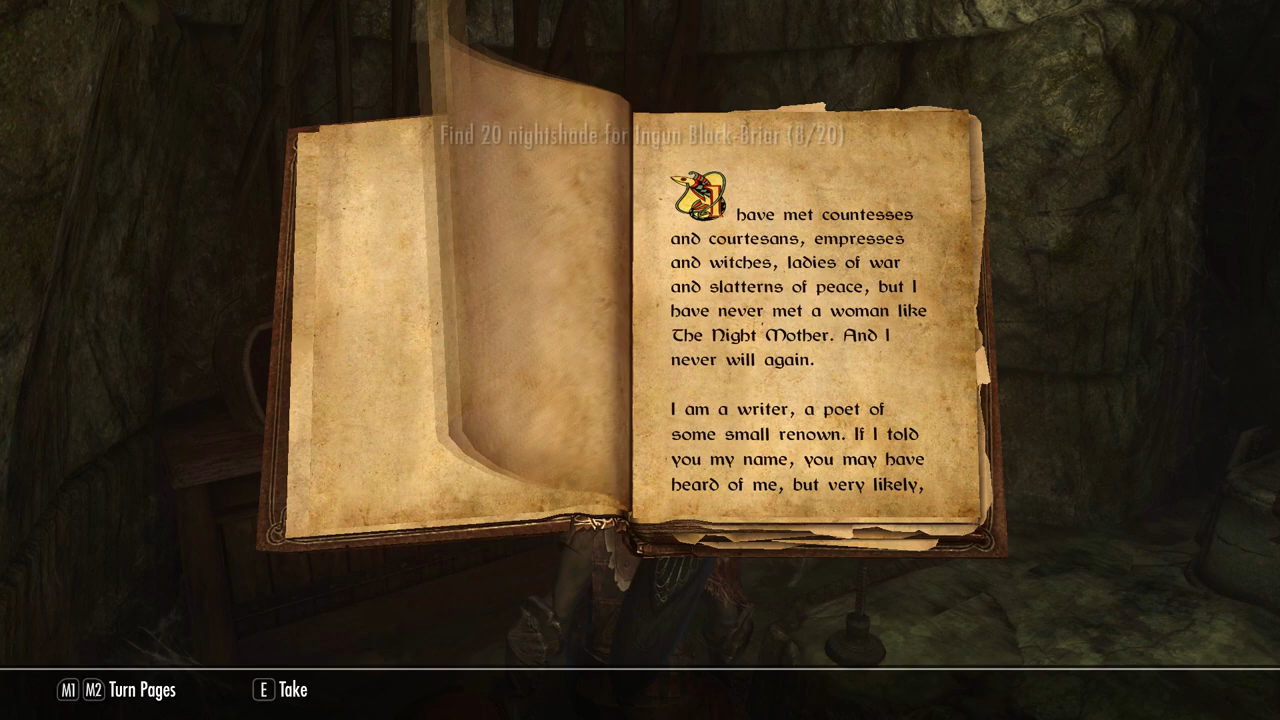 Find 20 nightshade for Ingun Black-Briar (8/20)
I have met countesses
and courtesans, empresses
and witches, ladies of war
and slatterns of peace, but I
have never met a woman like
The Night Mother. And I
never will again.
I am a writer, a poet of
some small renown. If I told
you my name, you may have
heard of me, but very likely,
M1 M2 Turn Pages E Take